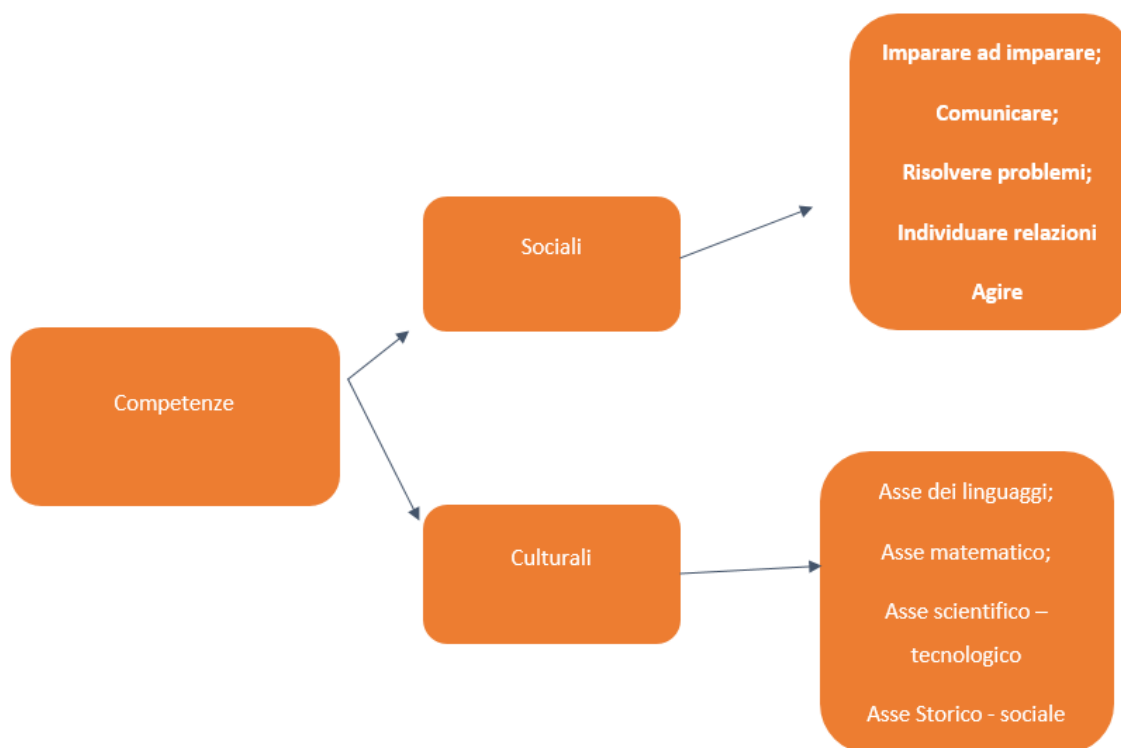 Imparare ad imparare;
Comunicare;
Risolvere problemi;
Individuare relazioni
Agire
Sociali
Competenze
Culturali
Asse dei linguaggi;
Asse matematico;
Asse scientifico –
tecnologico
Asse Storico - sociale